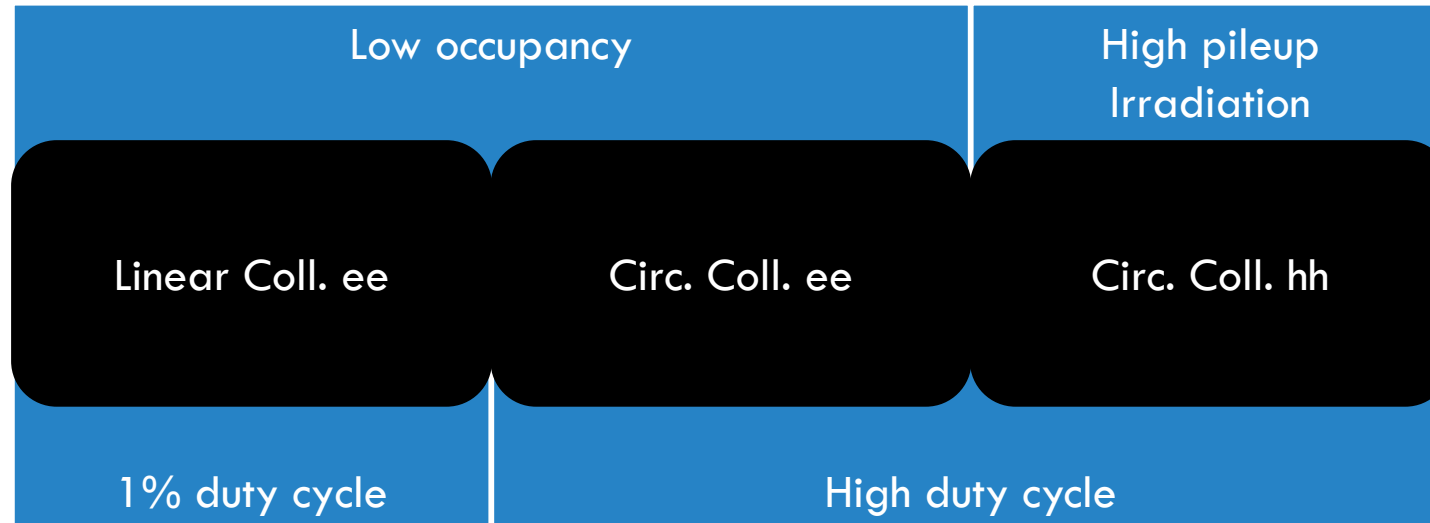 Low occupancy
High pileup
Irradiation
Linear Coll. ee
Circ. Coll. ee
Circ. Coll. hh
1% duty cycle
High duty cycle